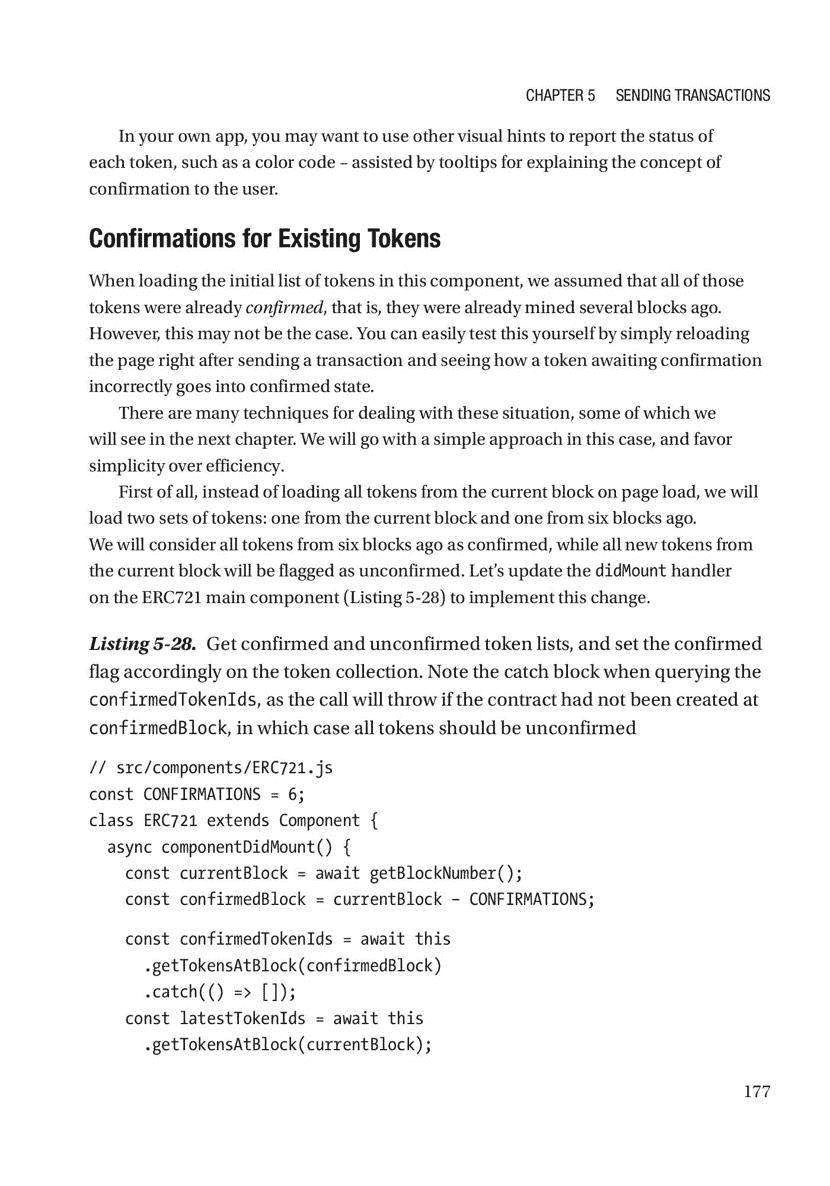 CHAPTER 5 SENDING TRANSACTIONS
In your own app, you may want to use other visual hints to report the status of
each token, such as a color code – assisted by tooltips for explaining the concept of
confirmation to the user.
Confirmations for Existing Tokens
When loading the initial list of tokens in this component, we assumed that all of those
tokens were already confirmed, that is, they were already mined several blocks ago.
However, this may not be the case. You can easily test this yourself by simply reloading
the page right after sending a transaction and seeing how a token awaiting confirmation
incorrectly goes into confirmed state.
There are many techniques for dealing with these situation, some of which we
will see in the next chapter. We will go with a simple approach in this case, and favor
simplicity over efficiency.
First of all, instead of loading all tokens from the current block on page load, we will
load two sets of tokens: one from the current block and one from six blocks ago.
We will consider all tokens from six blocks ago as confirmed, while all new tokens from
the current block will be flagged as unconfirmed. Let’s update the didMount handler
on the ERC721 main component (Listing 5-28) to implement this change.
Listing 5-28. Get confirmed and unconfirmed token lists, and set the confirmed
flag accordingly on the token collection. Note the catch block when querying the
confirmedTokenIds, as the call will throw if the contract had not been created at
confirmedBlock, in which case all tokens should be unconfirmed
// src/components/ERC721.js
const CONFIRMATIONS = 6;
class ERC721 extends Component {
async componentDidMount() {
const currentBlock = await getBlockNumber();
const confirmedBlock = currentBlock – CONFIRMATIONS;
const confirmedTokenIds = await this
.getTokensAtBlock(confirmedBlock)
.catch(() => []);
const latestTokenIds = await this
.getTokensAtBlock(currentBlock);
177